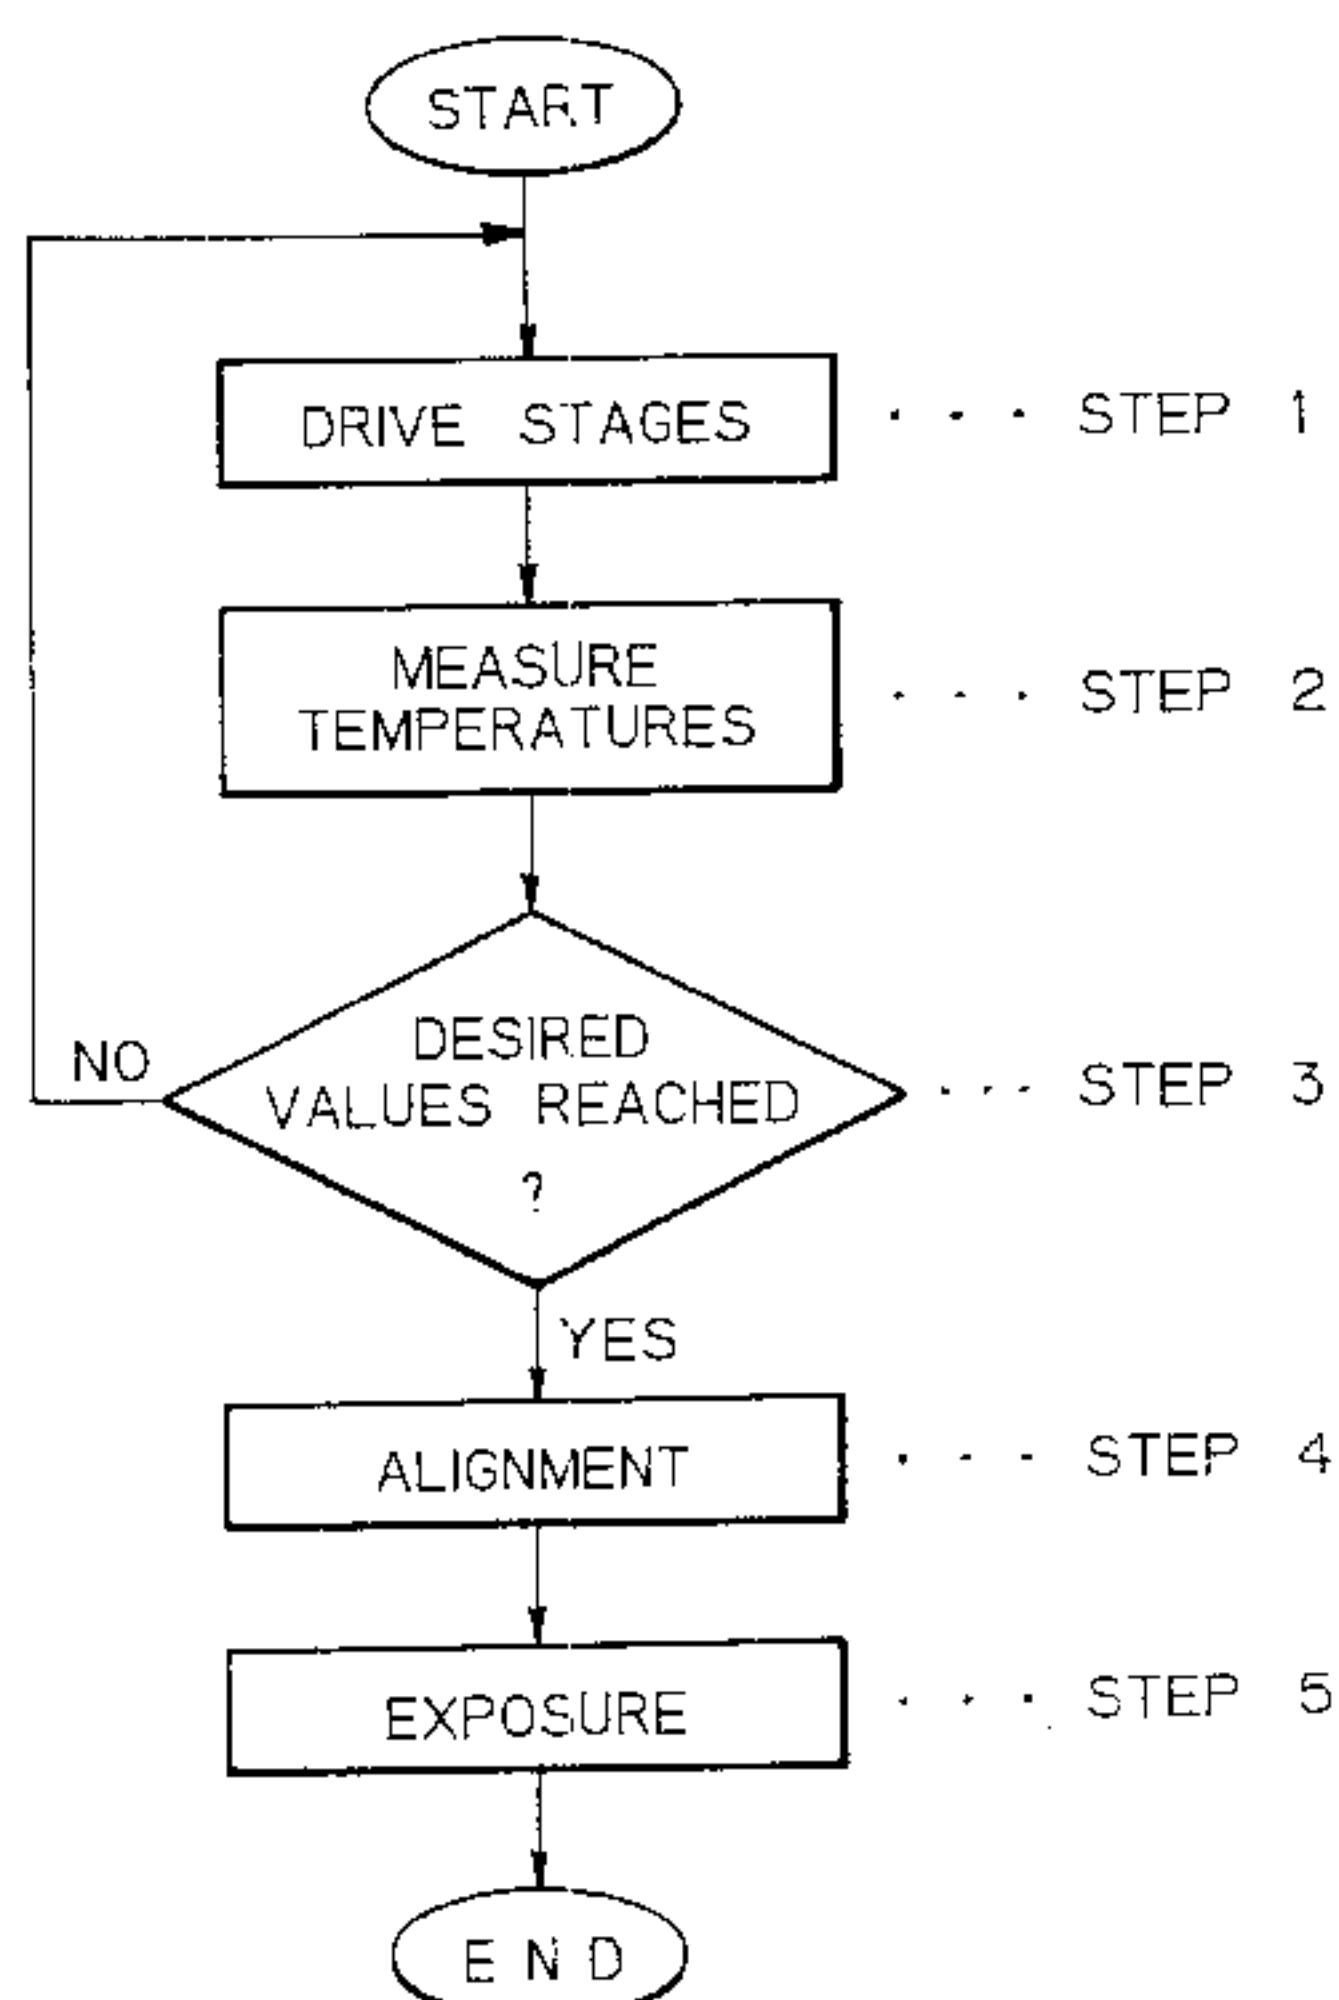 START
DRIVE STAGES ... STEP 1
MEASURE
TEMPERATURES ... STEP 2
DESIRED
NO
VALUES REACHED ... STEP 3
?
YES
ALIGNMENT ... STEP 4
EXPOSURE ... STEP 5
END